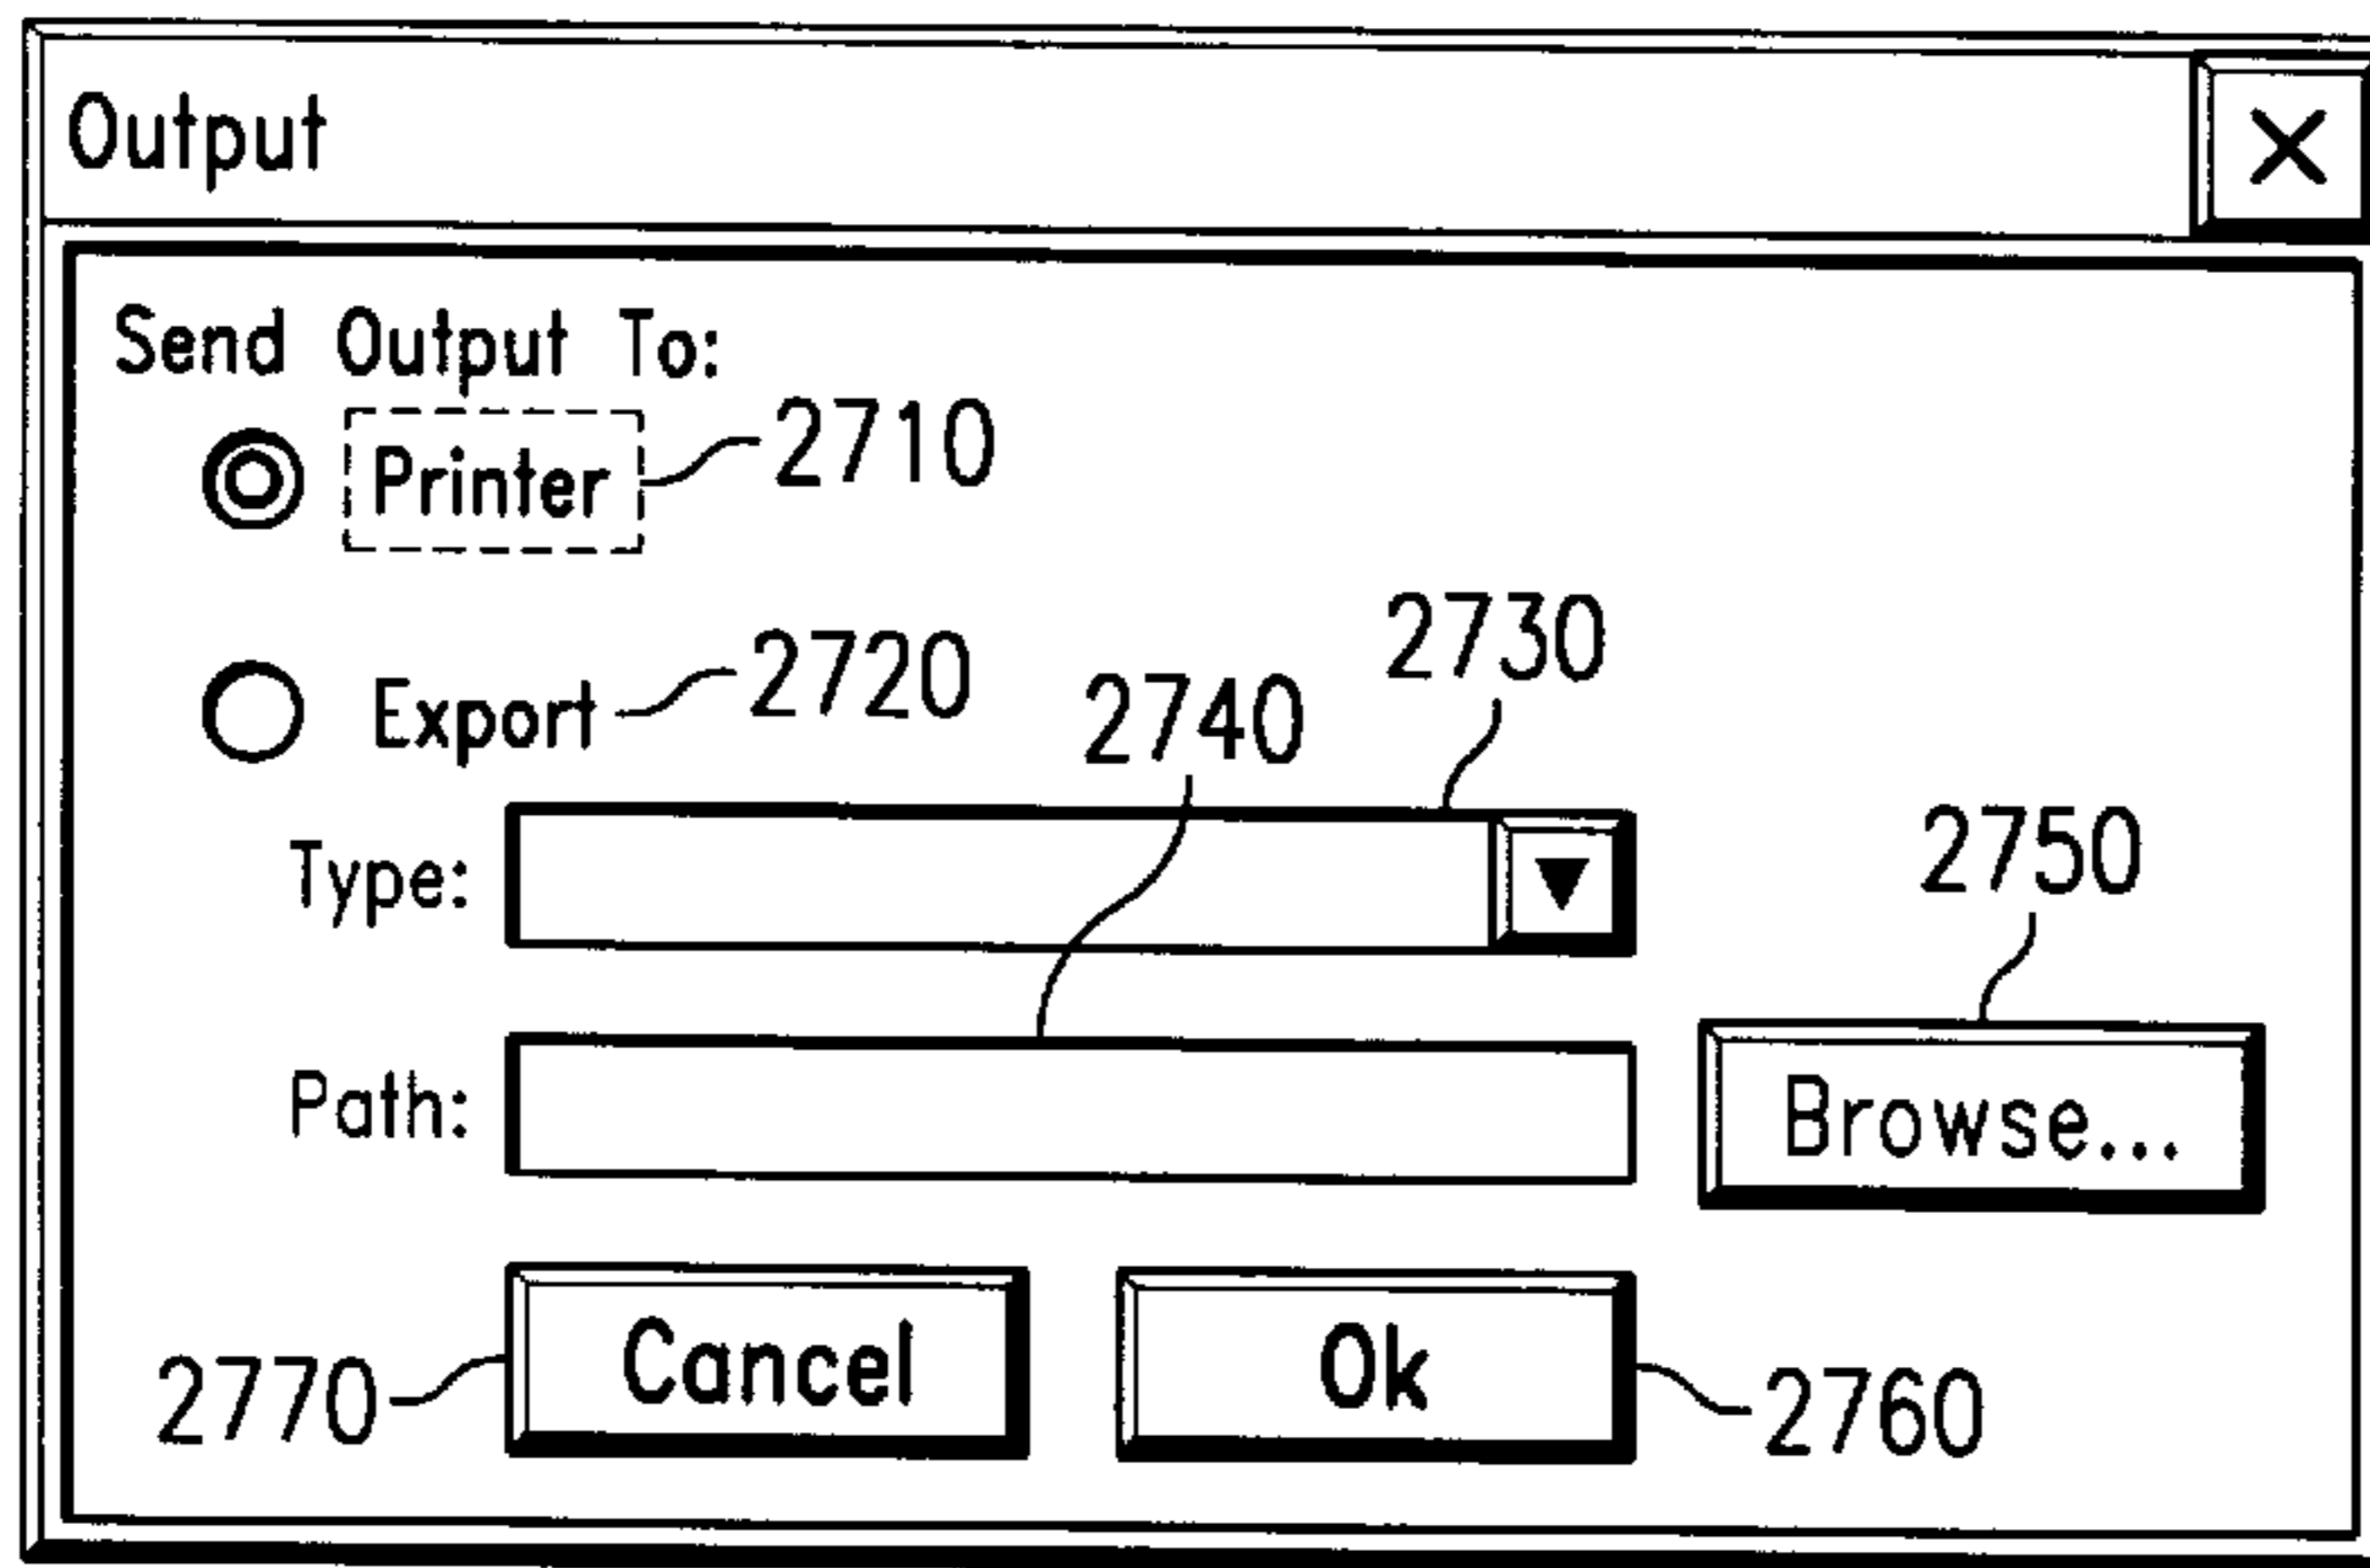 Output
Send Output To:
Printer 2710
2730
Export 2720
2740
Type:
2750
Path:
Browse...
2770 Cancel Ok 2760